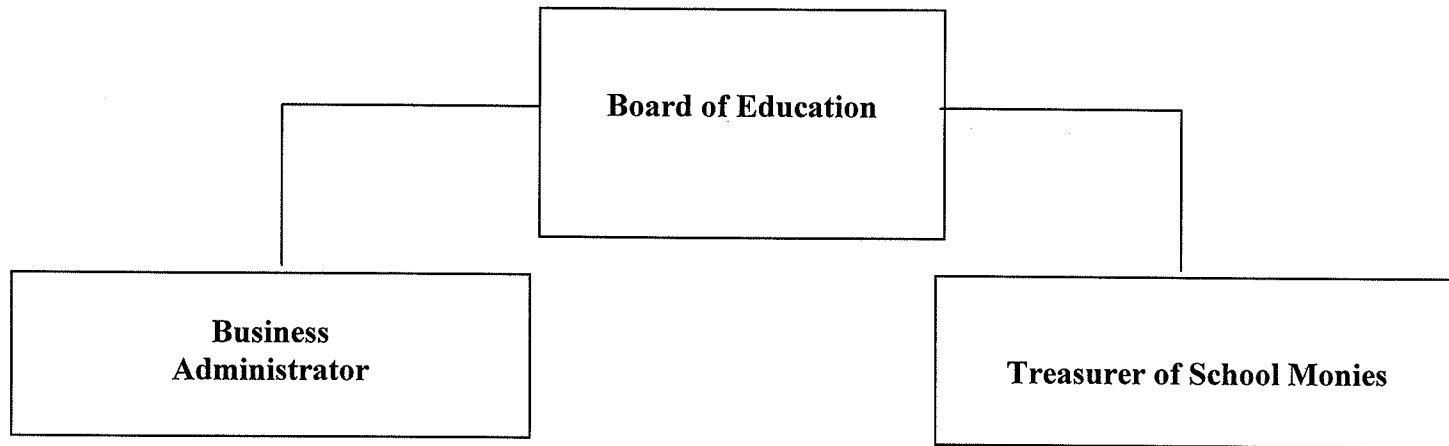 Board of Education
Business
Administrator
Treasurer of School Monies